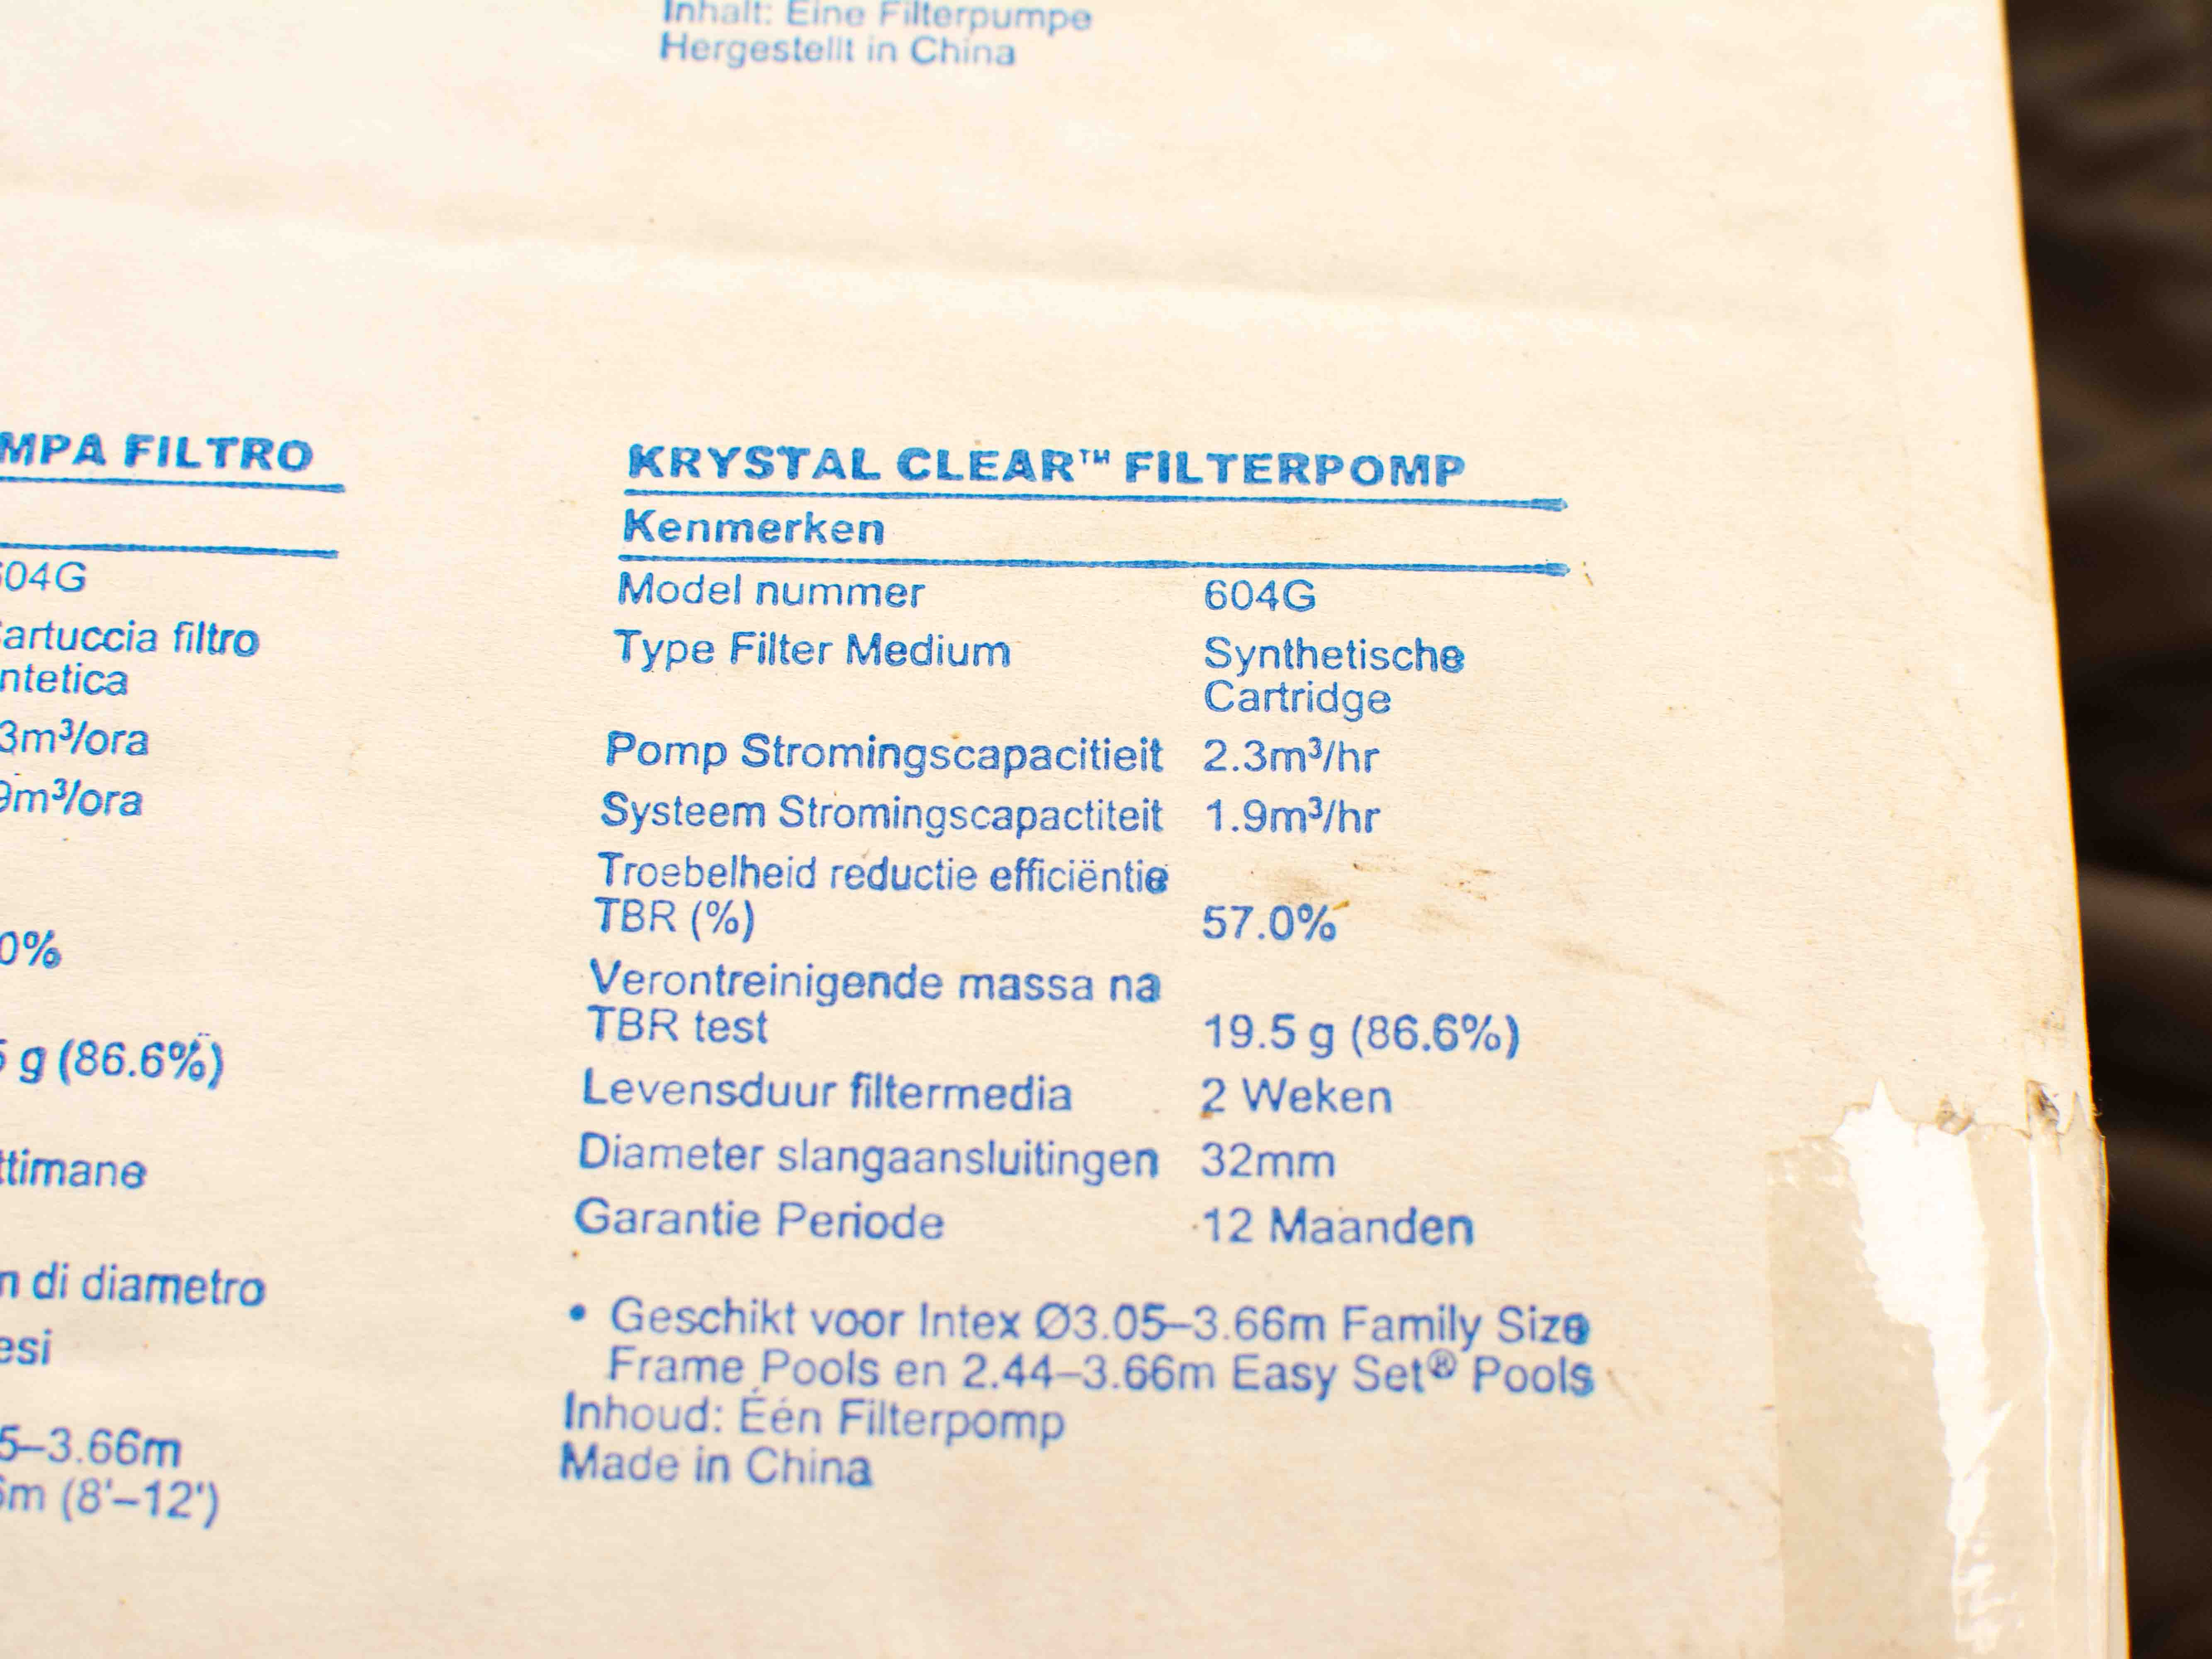 Inhalt: Eine Filterpumpe
Hergestellt in China
FILTRO
04G
artuccia filtro
ntetica
3m³/ora
9m³/ora
0%
g (86.6%)
ttimane
di diametro
esi
5–3.66m
m (8'–12')
KRYSTAL CLEAR™ FILTERPOMP
Kenmerken
Model nummer 604G
Type Filter Medium Synthetische
Cartridge
Pomp Stromingscapacitieit 2.3m³/hr
Systeem Stromingscapactiteit 1.9m³/hr
Troebelheid reductie efficiëntie
TBR (%) 57.0%
Verontreinigende massa na
TBR test 19.5 g (86.6%)
Levensduur filtermedia 2 Weken
Diameter slangaansluitingen 32mm
Garantie Periode 12 Maanden
• Geschikt voor Intex Ø3.05–3.66m Family Size
Frame Pools en 2.44–3.66m Easy Set® Pools
Inhoud: Één Filterpomp
Made in China